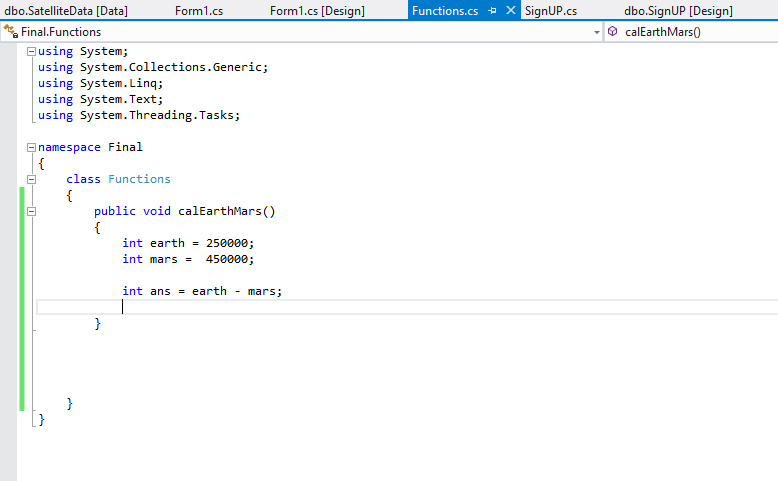 dbo.SatelliteData [Data] Form1.cs Form1.cs [Design] Functions.cs SignUP.cs dbo.SignUP [Design]
Final.Functions calEarthMars()
using System;
using System.Collections.Generic;
using System.Linq;
using System.Text;
using System.Threading.Tasks;
namespace Final
{
class Functions
{
public void calEarthMars()
{
int earth = 250000;
int mars =  450000;
int ans = earth - mars;
}
}
}